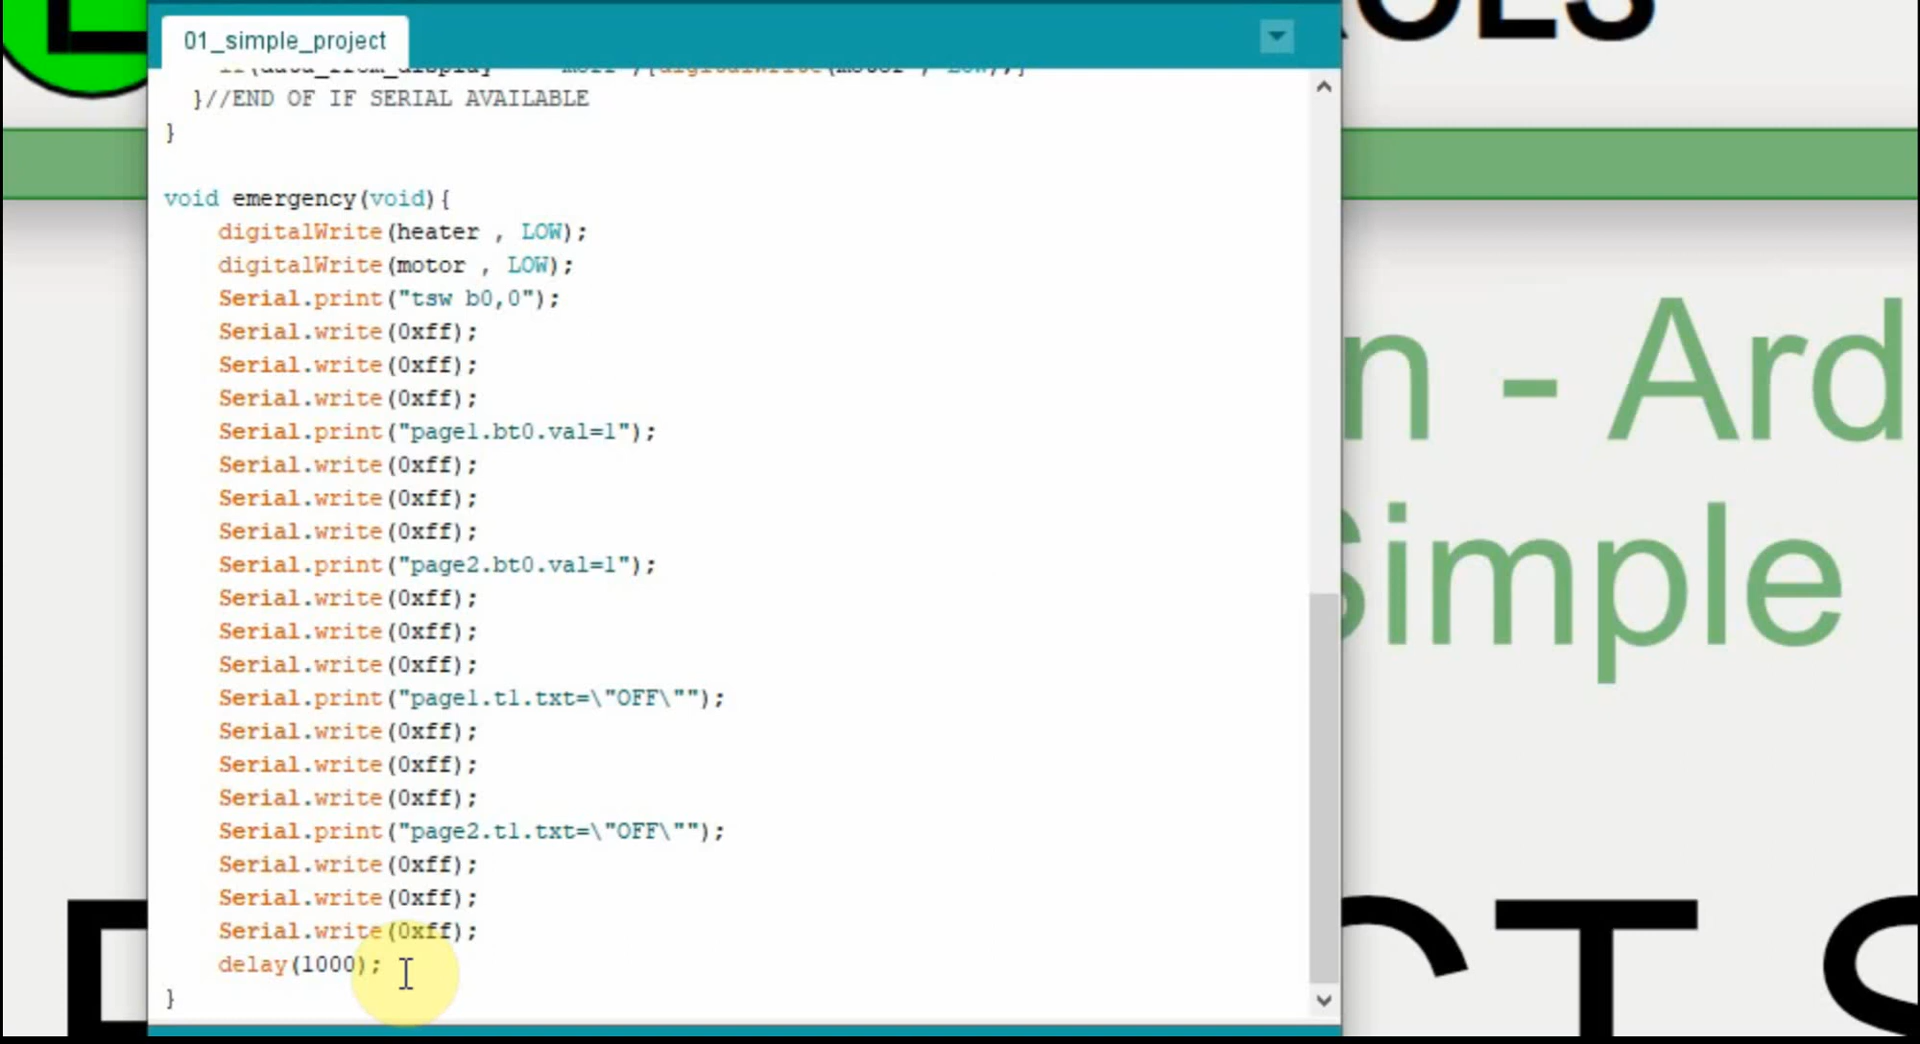 01_simple_project
}//END OF IF SERIAL AVAILABLE
}
void emergency(void){
digitalWrite(heater , LOW);
digitalWrite(motor , LOW);
Serial.print("tsw b0,0");
Serial.write(0xff);
Serial.write(0xff);
Serial.write(0xff);
Serial.print("page1.bt0.val=1");
Serial.write(0xff);
Serial.write(0xff);
Serial.write(0xff);
Serial.print("page2.bt0.val=1");
Serial.write(0xff);
Serial.write(0xff);
Serial.write(0xff);
Serial.print("page1.t1.txt=\"OFF\"");
Serial.write(0xff);
Serial.write(0xff);
Serial.write(0xff);
Serial.print("page2.t1.txt=\"OFF\"");
Serial.write(0xff);
Serial.write(0xff);
Serial.write(0xff);
delay(1000);
}
n - Ard
Simple
CT S